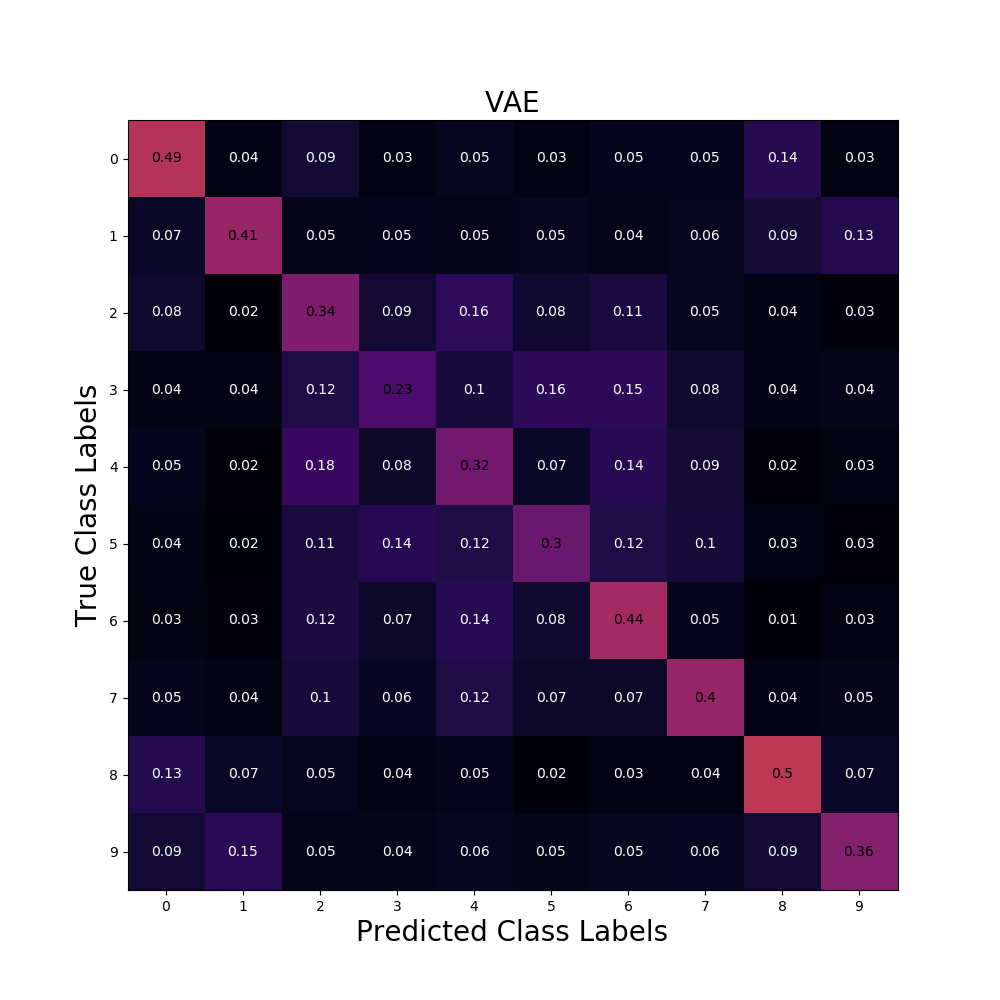 VAE
0 0.49 0.04 0.09 0.03 0.05 0.03 0.05 0.05 0.14 0.03
1 0.07 0.41 0.05 0.05 0.05 0.05 0.04 0.06 0.09 0.13
2 0.08 0.02 0.34 0.09 0.16 0.08 0.11 0.05 0.04 0.03
3 0.04 0.04 0.12 0.23 0.1 0.16 0.15 0.08 0.04 0.04
4 0.05 0.02 0.18 0.08 0.32 0.07 0.14 0.09 0.02 0.03
5 0.04 0.02 0.11 0.14 0.12 0.3 0.12 0.1 0.03 0.03
6 0.03 0.03 0.12 0.07 0.14 0.08 0.44 0.05 0.01 0.03
7 0.05 0.04 0.1 0.06 0.12 0.07 0.07 0.4 0.04 0.05
8 0.13 0.07 0.05 0.04 0.05 0.02 0.03 0.04 0.5 0.07
9 0.09 0.15 0.05 0.04 0.06 0.05 0.05 0.06 0.09 0.36
0 1 2 3 4 5 6 7 8 9
Predicted Class Labels
True Class Labels